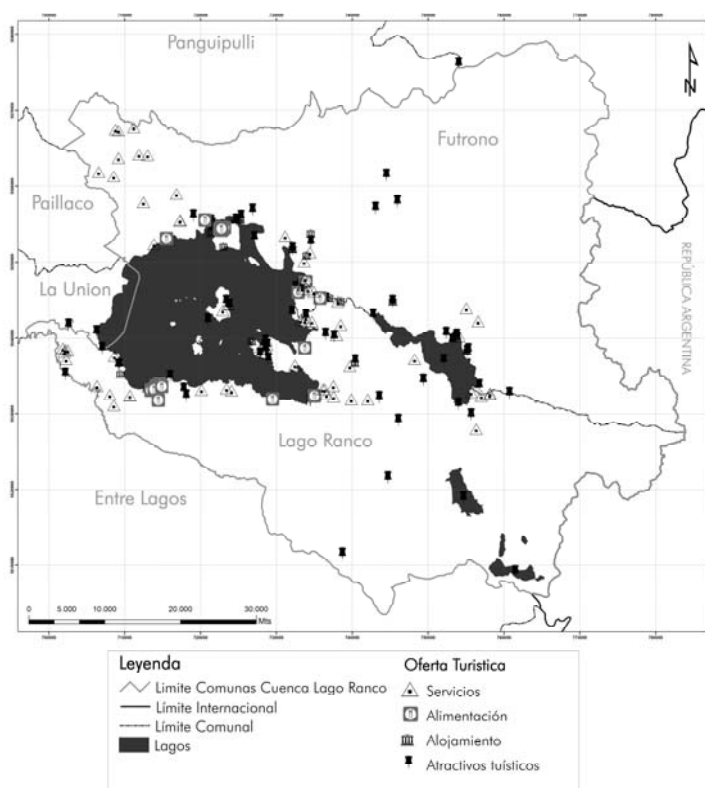 Panguipulli
Futrono
Paillaco
La Union
REPÚBLICA ARGENTINA
Lago Ranco
Entre Lagos
N
0 5.000 10.000 20.000 30.000
Mts
Leyenda
Limite Comunas Cuenca Lago Ranco
Límite Internacional
Límite Comunal
Lagos
Oferta Turistica
Servicios
Alimentación
Alojamiento
Atractivos tuísticos